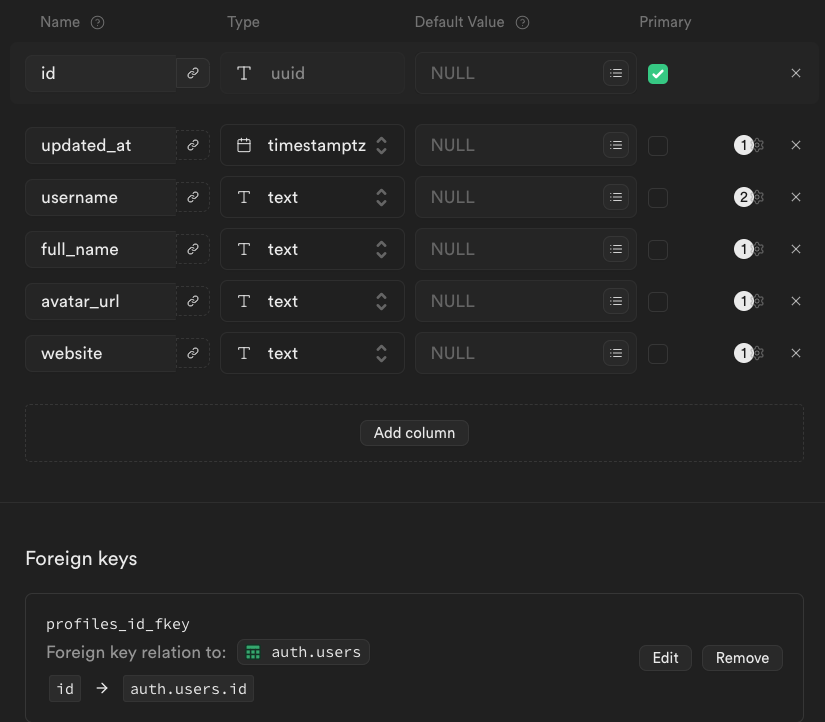 Name Type Default Value Primary
id uuid NULL
updated_at timestamptz NULL 1
username text NULL 2
full_name text NULL 1
avatar_url text NULL 1
website text NULL 1
Add column
Foreign keys
profiles_id_fkey
Foreign key relation to: auth.users Edit Remove
id → auth.users.id